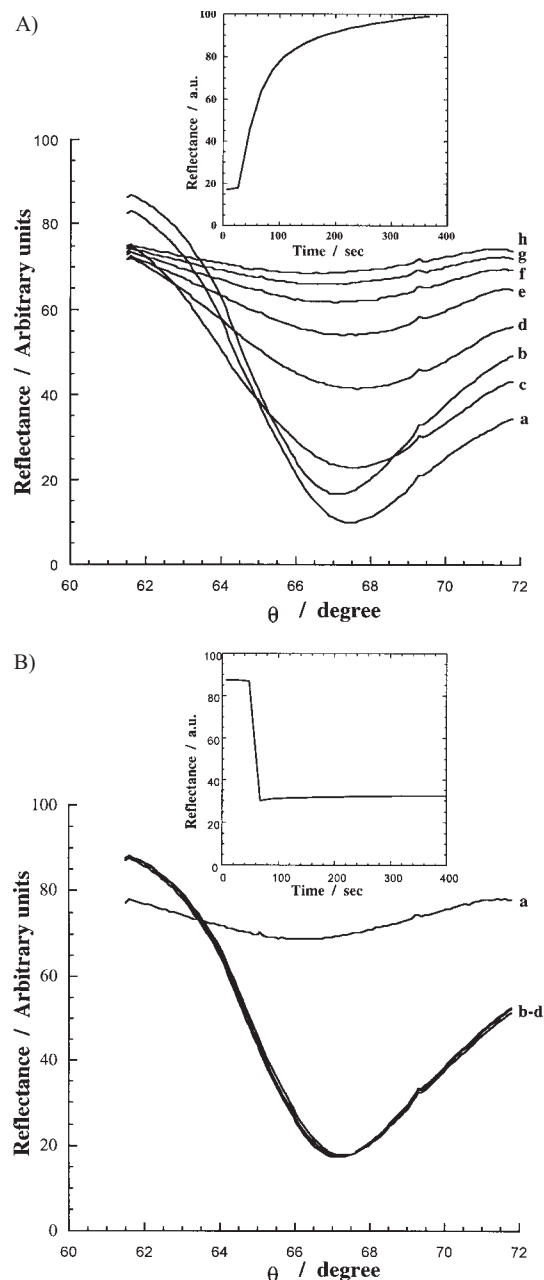 A)
Reflectance / a.u.
100
80
60
40
20
0
0 200 400
Time / sec
Reflectance / Arbitrary units
100
80
60
40
20
0
h
g
f
e
d
b
c
a
60 62 64 66 68 70 72
θ / degree
B)
Reflectance / a.u.
100
80
60
40
20
0
0 100 200 300 400
Time / sec
Reflectance / Arbitrary units
100
80
60
40
20
0
a
b-d
60 62 64 66 68 70 72
θ / degree